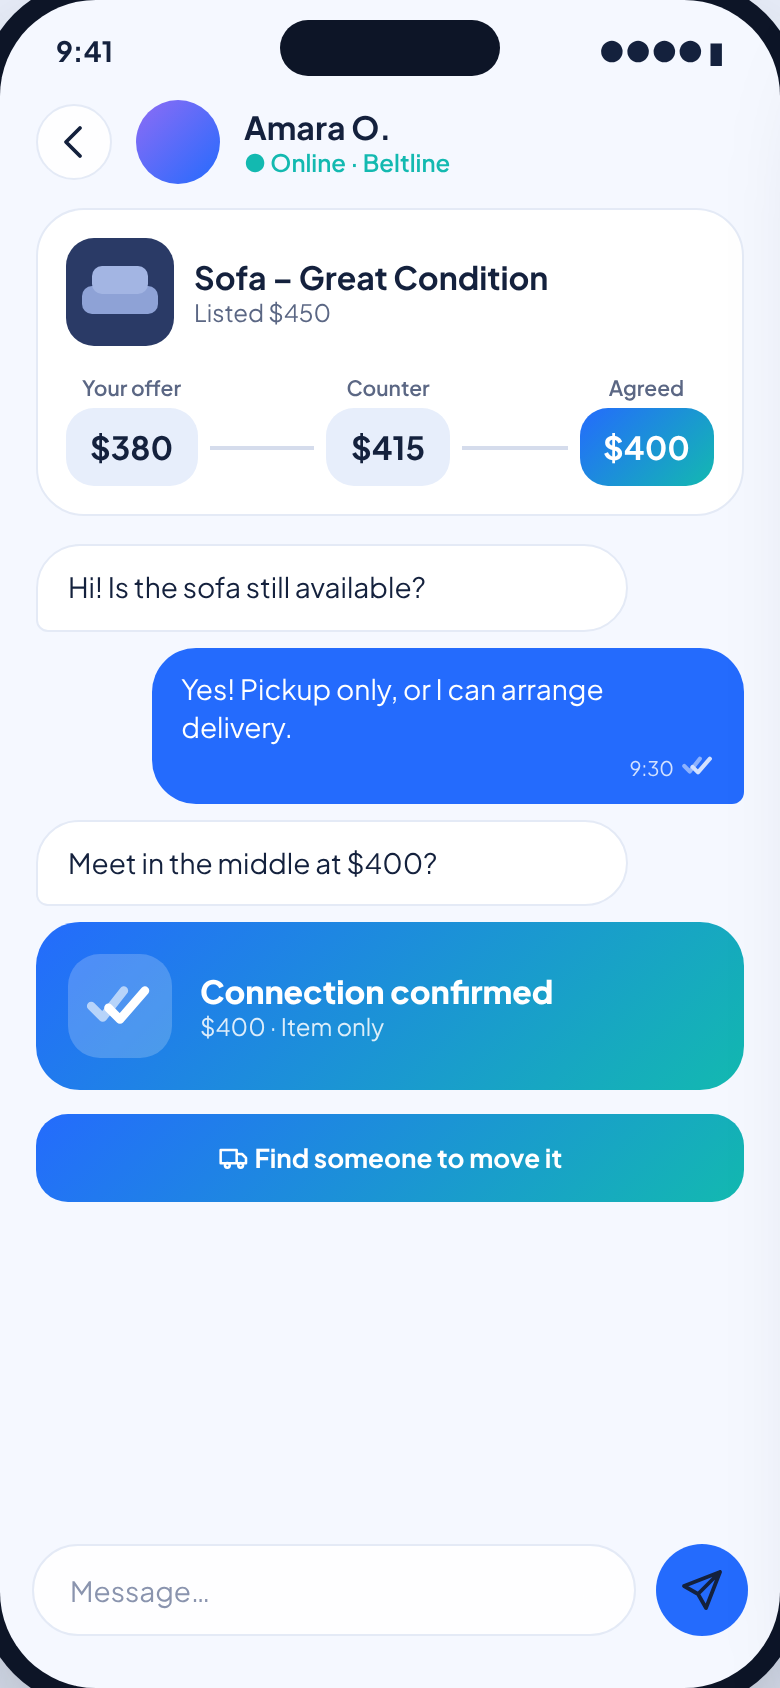 9:41
Amara O.
Online · Beltline
Sofa – Great Condition
Listed $450
Your offer
Counter
Agreed
$380
$415
$400
Hi! Is the sofa still available?
Yes! Pickup only, or I can arrange
delivery.
9:30
Meet in the middle at $400?
Connection confirmed
$400 · Item only
Find someone to move it
Message…